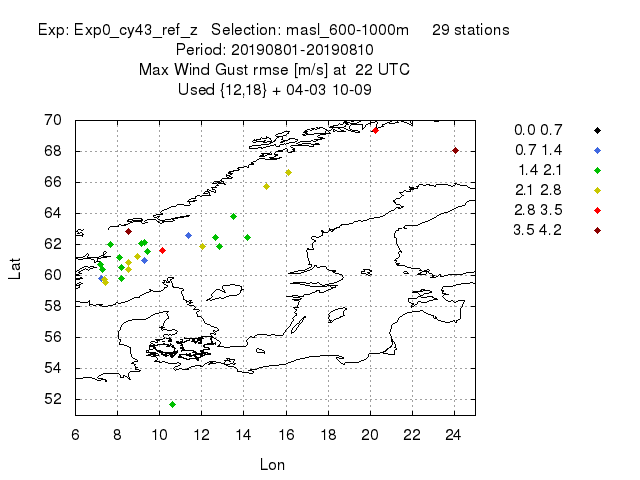 Exp: Exp0_cy43_ref_z   Selection: masl_600-1000m     29 stations
Period: 20190801-20190810
Max Wind Gust rmse [m/s] at  22 UTC
Used {12,18} + 04-03 10-09
70
68
66
64
62
60
58
56
54
52
Lat
6 8 10 12 14 16 18 20 22 24
Lon
0.0 0.7
0.7 1.4
1.4 2.1
2.1 2.8
2.8 3.5
3.5 4.2